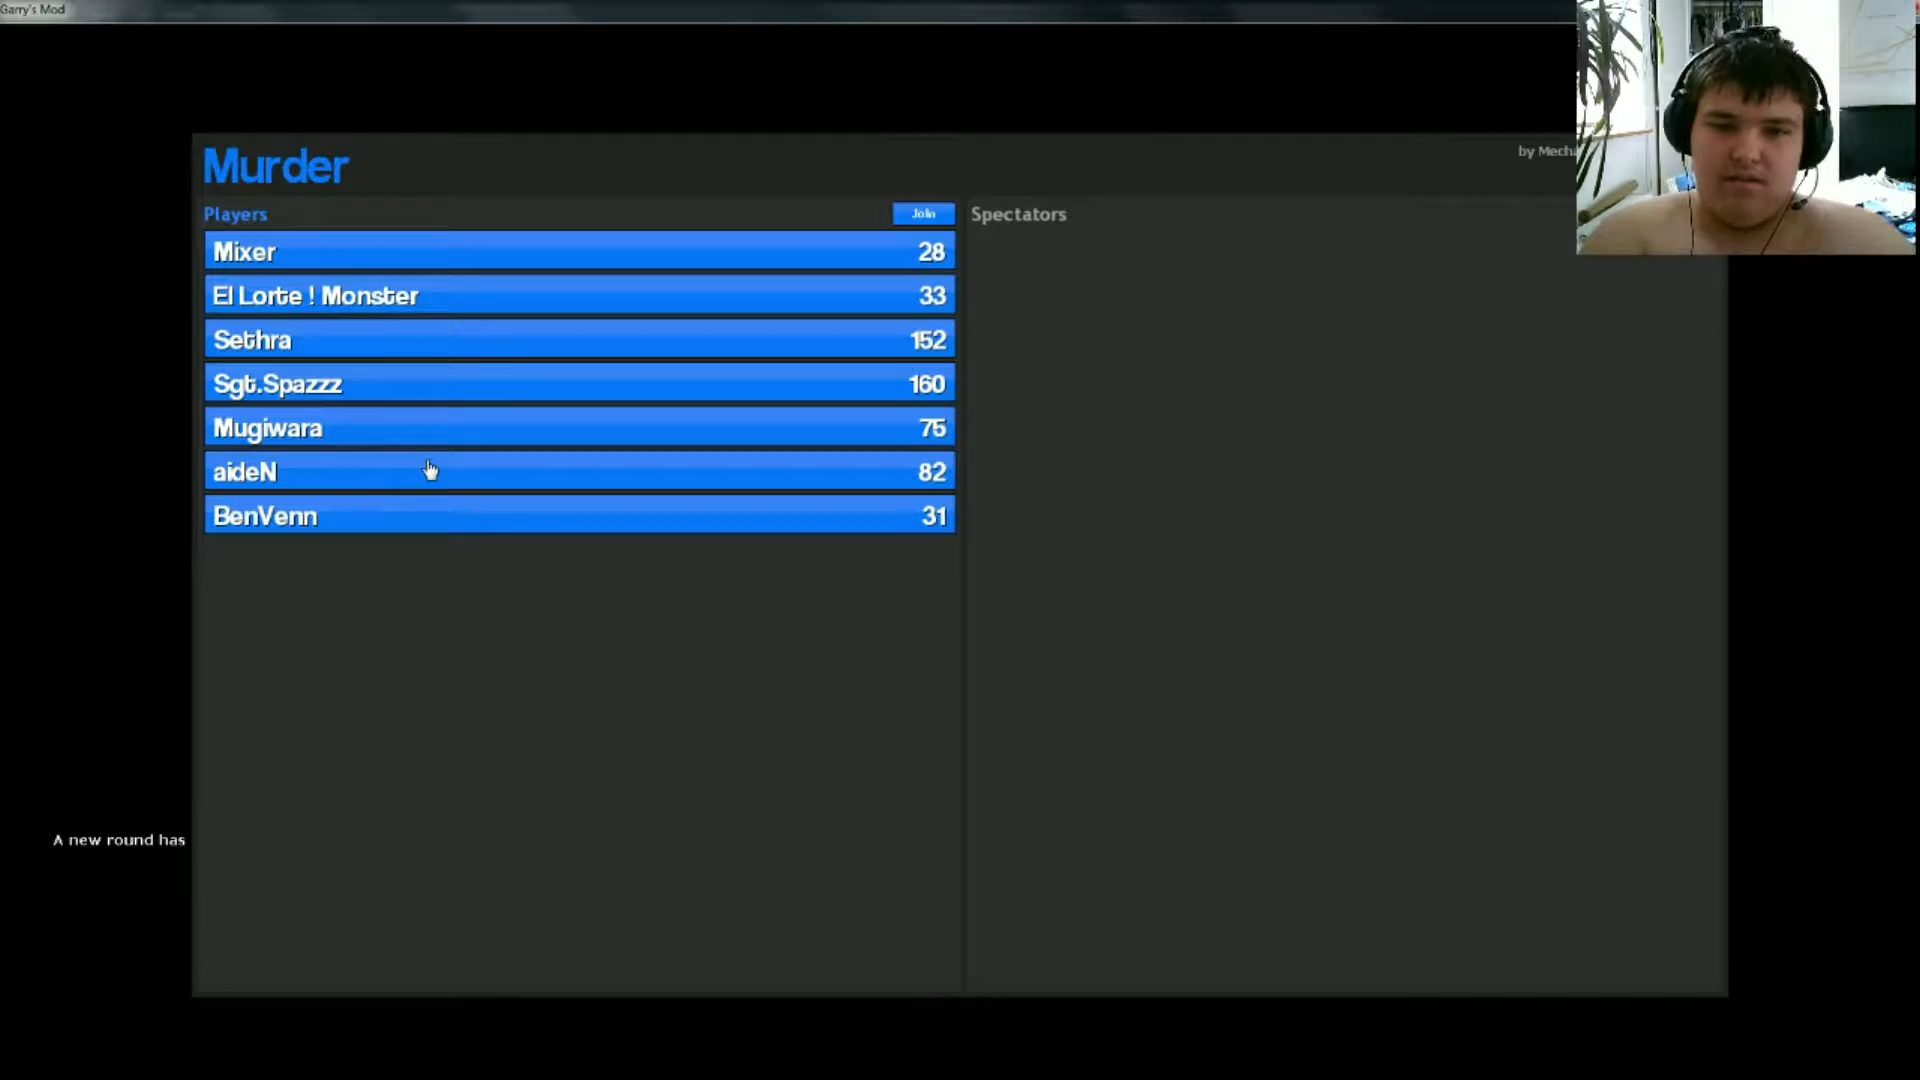 Garry's Mod
Murder
by Mecha
Players
Join
Spectators
Mixer 28
El Lorte ! Monster 33
Sethra 152
Sgt.Spazzz 160
Mugiwara 75
aideN 82
BenVenn 31
A new round has